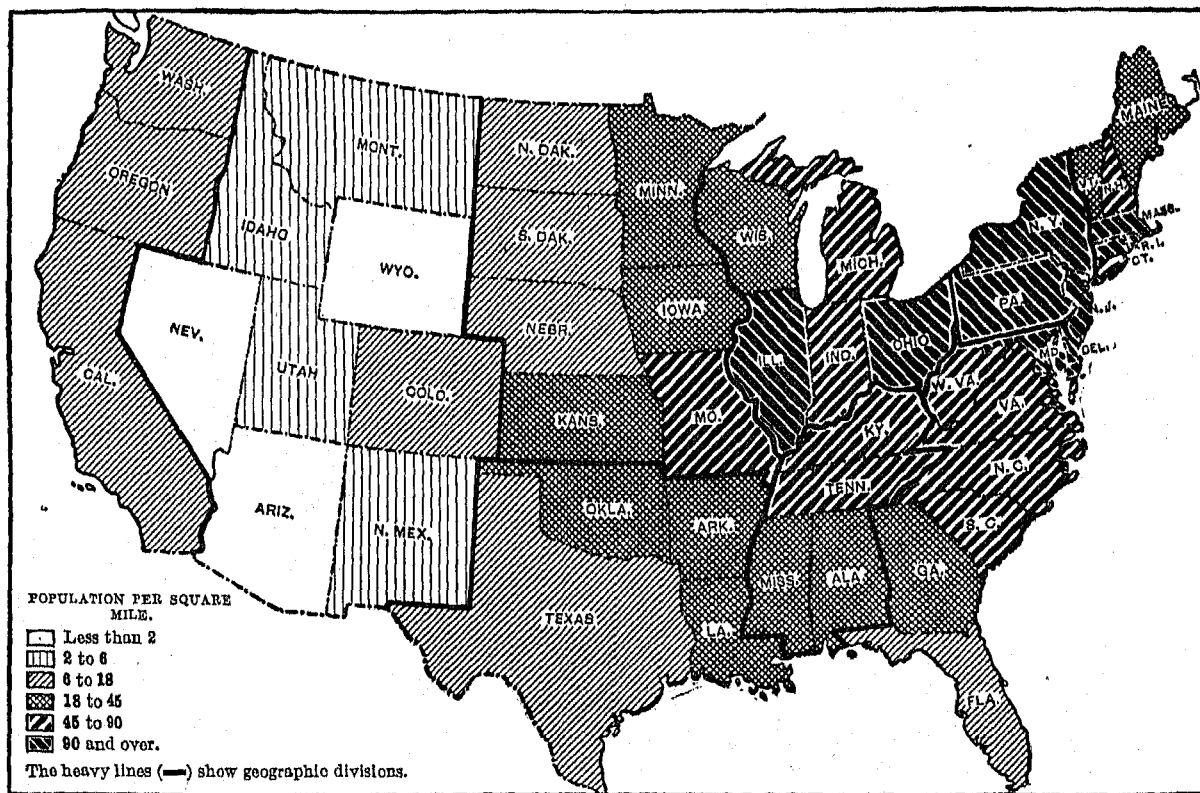 WASH.
MONT.
N. DAK.
MINN.
MAINE
OREGON
IDAHO
S. DAK.
WIS.
MICH.
VT.
N.H.
N. Y.
MASS.
R. I.
CT.
WYO.
NEV.
NEBR.
IOWA
PA.
N. J.
CAL.
UTAH
COLO.
ILL.
IND.
OHIO
MD.
DEL.
W. VA.
VA.
KANS.
MO.
KY.
N. C.
TENN.
ARIZ.
N. MEX.
OKLA.
ARK.
S. C.
MISS.
ALA.
GA.
TEXAS
LA.
FLA.
POPULATION PER SQUARE
MILE.
Less than 2
2 to 6
6 to 18
18 to 45
45 to 90
90 and over.
The heavy lines (━) show geographic divisions.